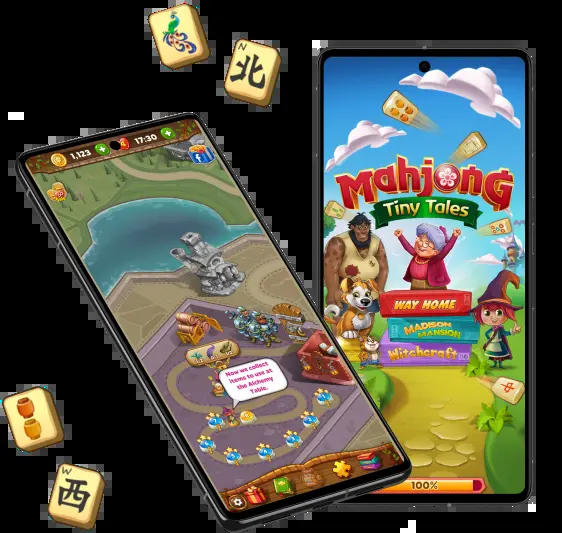 N
北
1,123
17:30
f
Now we collect
items to use at
the Alchemy
Table.
Mahjong
Tiny Tales
WAY HOME
MADISON
MANSION
Witchcraft
100%
W
西